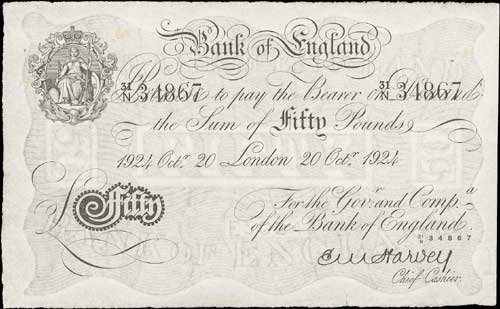 Bank of England
31/N 34867 31/N 34867
Promise to pay the Bearer on Demand
the Sum of Fifty Pounds
1924 Octr. 20 London 20 Octr. 1924
For the Govr. and Compa.
£ Fifty
of the Bank of England.
31/N 34867
C M Harvey
Chief Cashier.